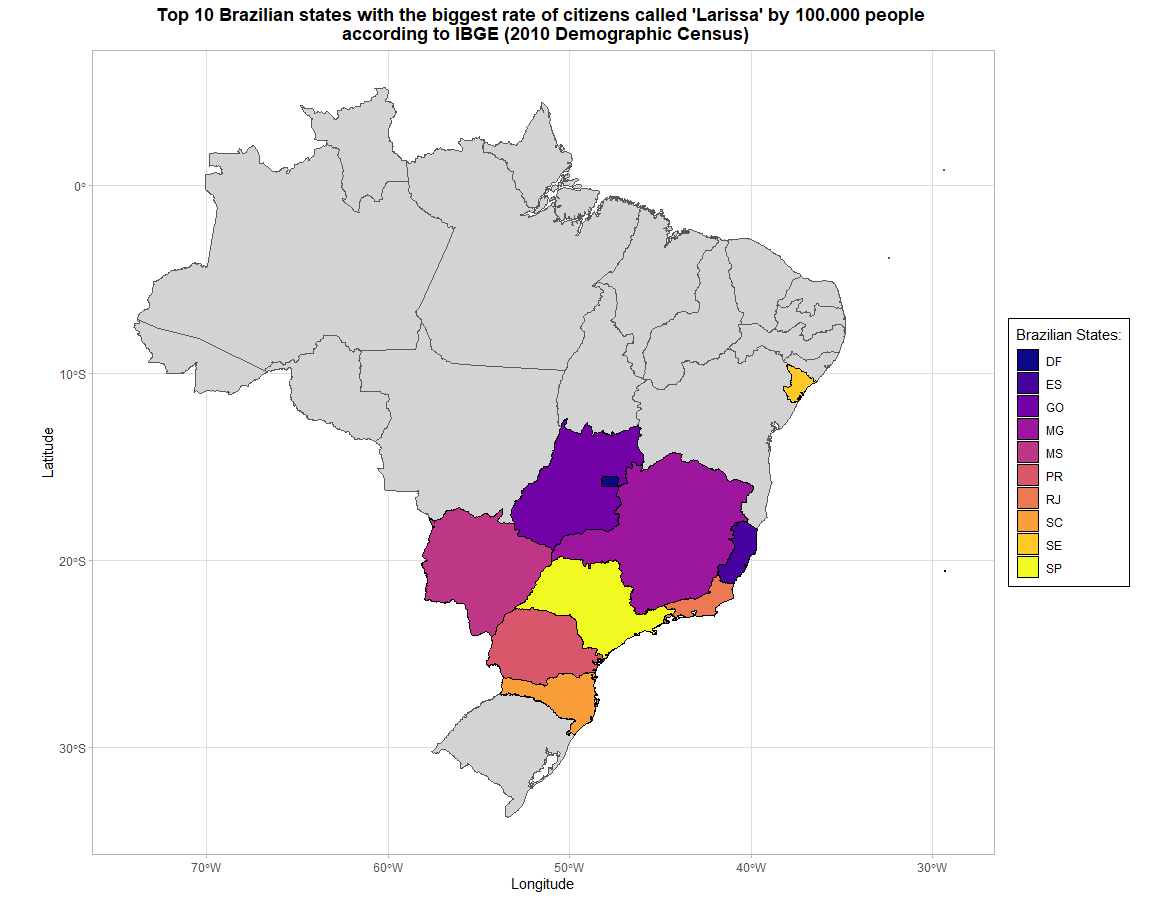 Top 10 Brazilian states with the biggest rate of citizens called 'Larissa' by 100.000 people
according to IBGE (2010 Demographic Census)
0°
10°S
20°S
30°S
Latitude
70°W
60°W
50°W
40°W
30°W
Longitude
Brazilian States:
DF
ES
GO
MG
MS
PR
RJ
SC
SE
SP